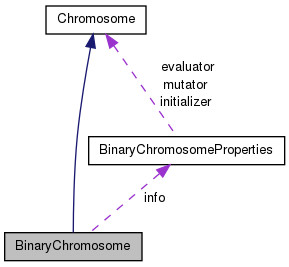 Chromosome
evaluator
mutator
initializer
BinaryChromosomeProperties
info
BinaryChromosome